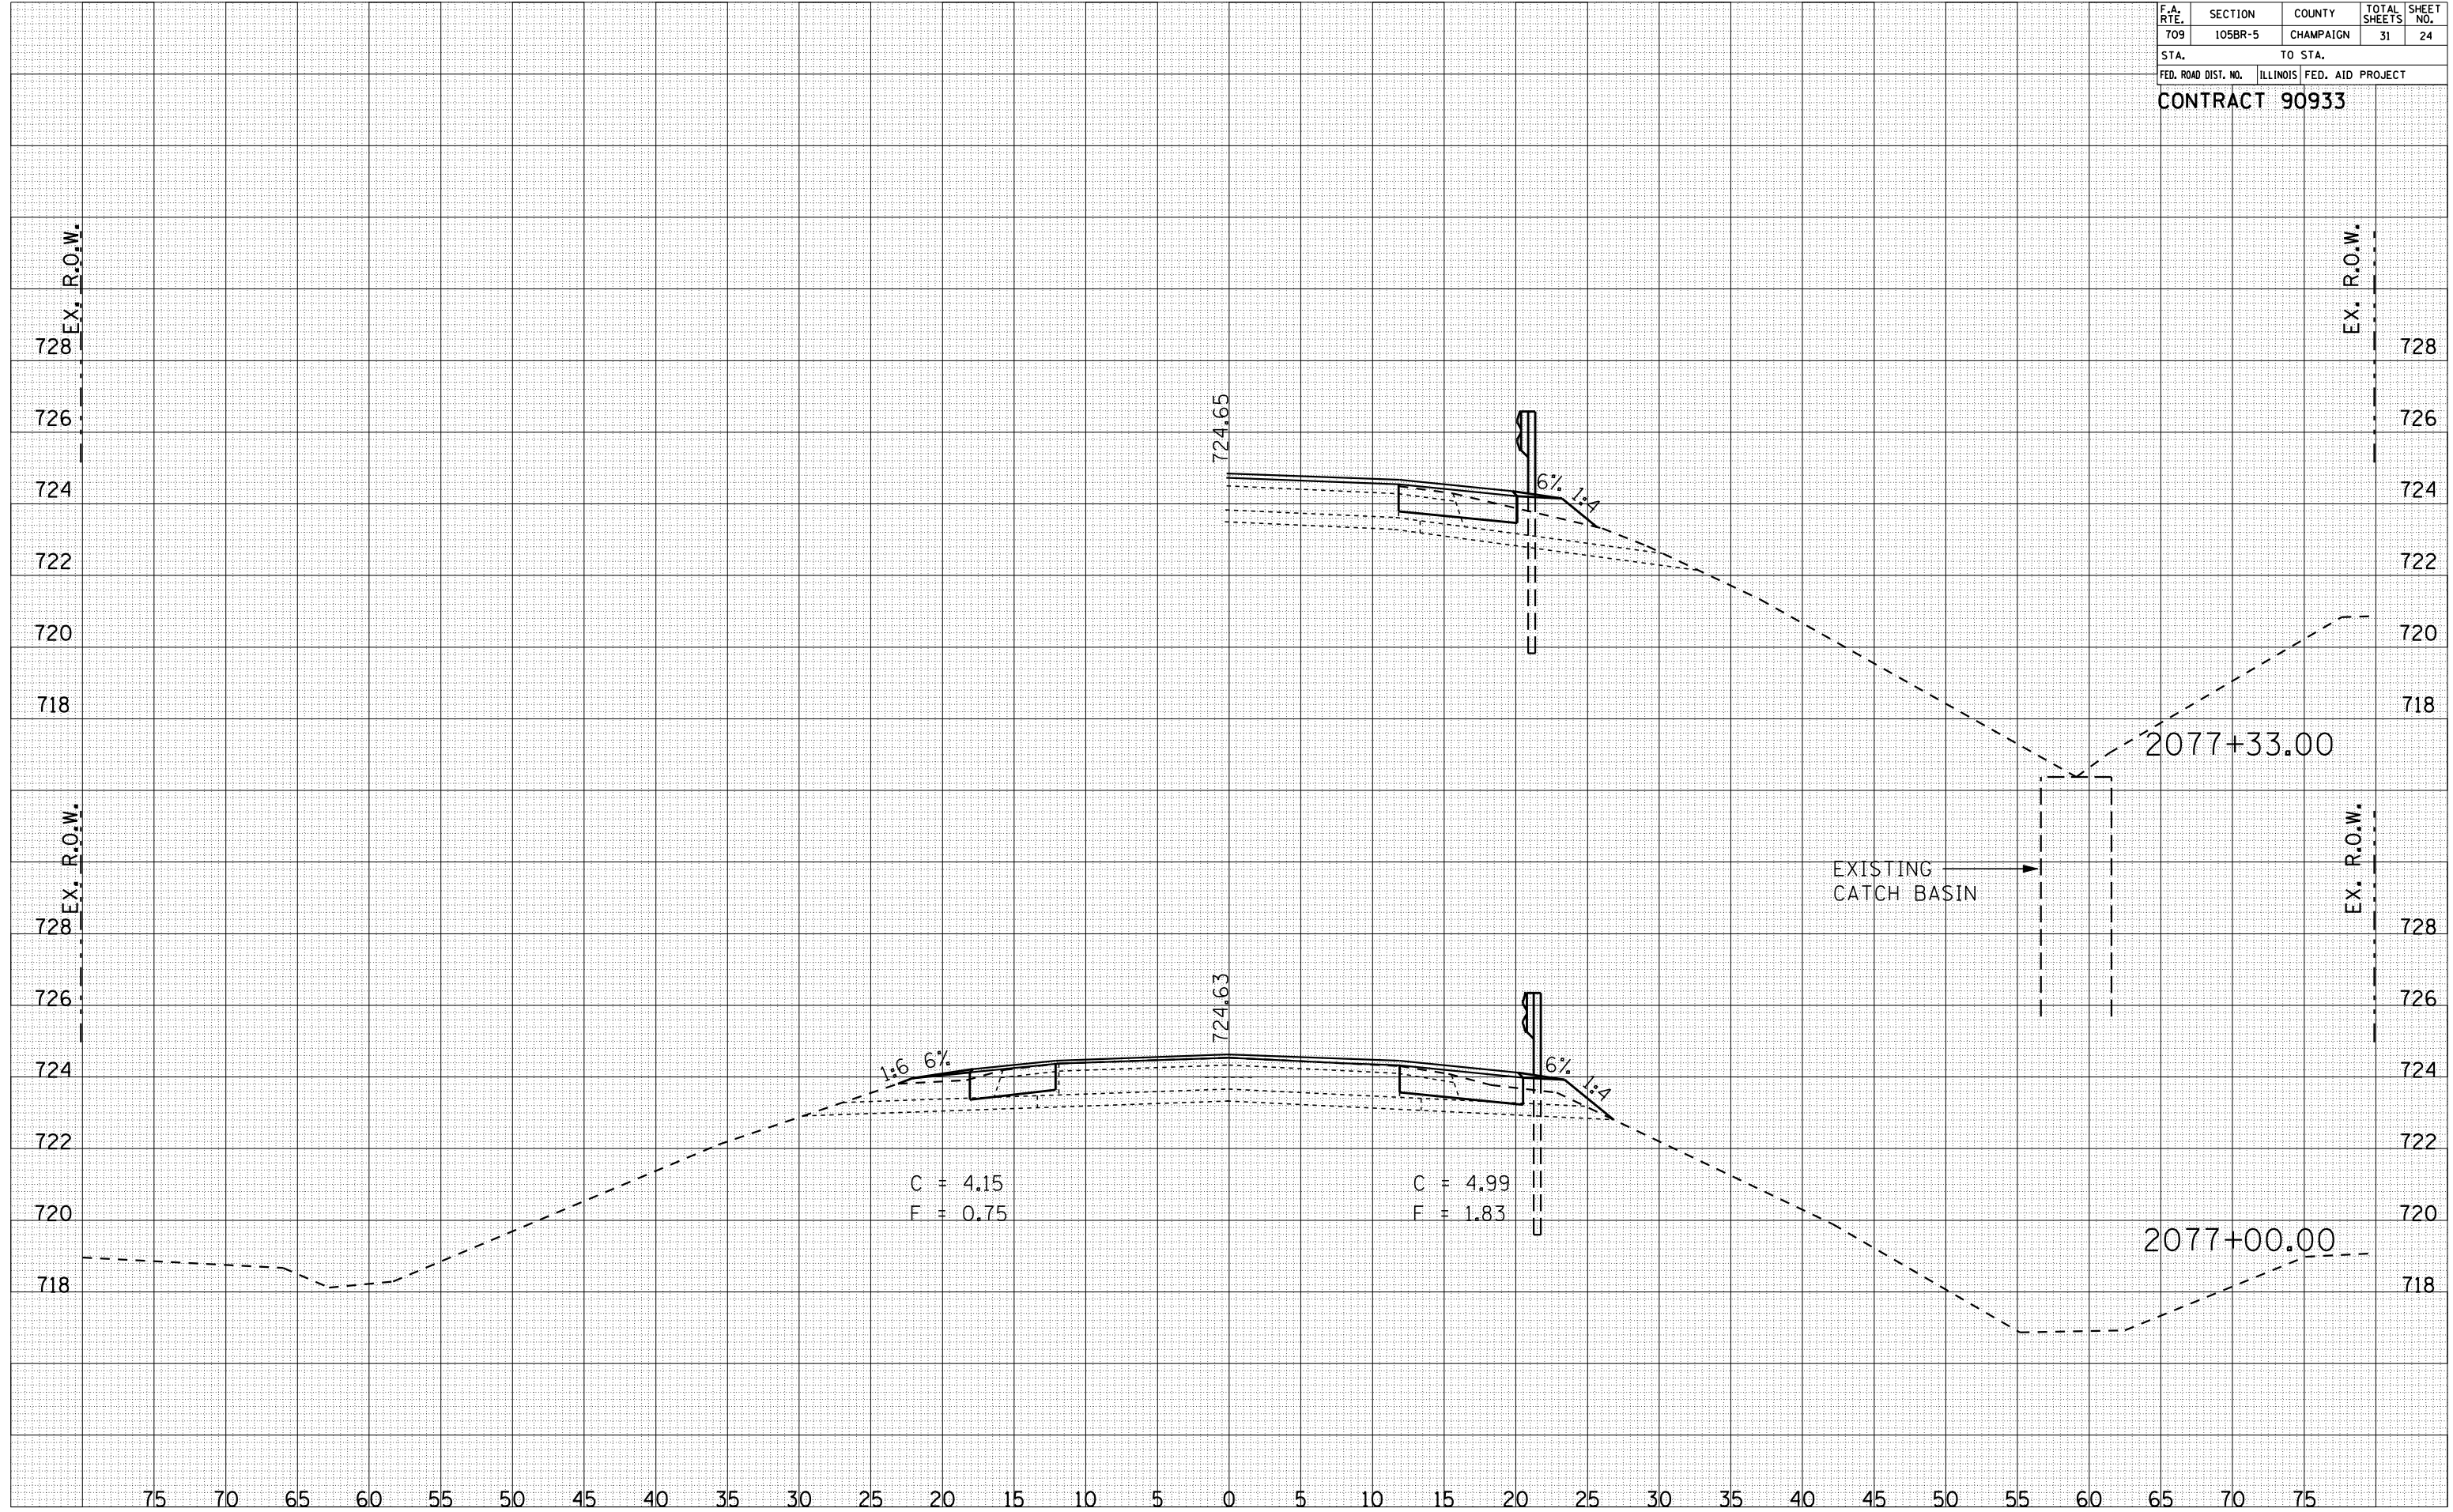 F.A. RTE. SECTION COUNTY TOTAL SHEETS SHEET NO.
709 105BR-5 CHAMPAIGN 31 24
STA. TO STA.
FED. ROAD DIST. NO. ILLINOIS FED. AID PROJECT
CONTRACT 90933
EX. R.O.W. EX. R.O.W.
728 728
724.65
726 726
724 6% 1:4 724
722 722
720 720
718 718
2077+33.00
EX. R.O.W. EX. R.O.W.
EXISTING
CATCH BASIN
728 728
724.63
726 726
724 1:6 6% 6% 1:4 724
722 722
C = 4.15 C = 4.99
F = 0.75 F = 1.83
720 720
2077+00.00
718 718
75 70 65 60 55 50 45 40 35 30 25 20 15 10 5 0 5 10 15 20 25 30 35 40 45 50 55 60 65 70 75